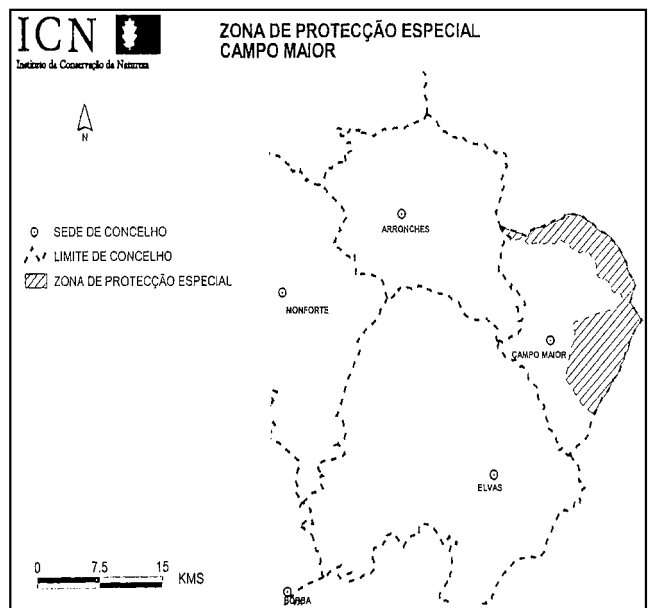 ICN
Instituto da Conservação da Natureza
ZONA DE PROTECÇÃO ESPECIAL
CAMPO MAIOR
N
SEDE DE CONCELHO
LIMITE DE CONCELHO
ZONA DE PROTECÇÃO ESPECIAL
ARRONCHES
MONFORTE
CAMPO MAIOR
ELVAS
BORBA
0 7.5 15
KMS